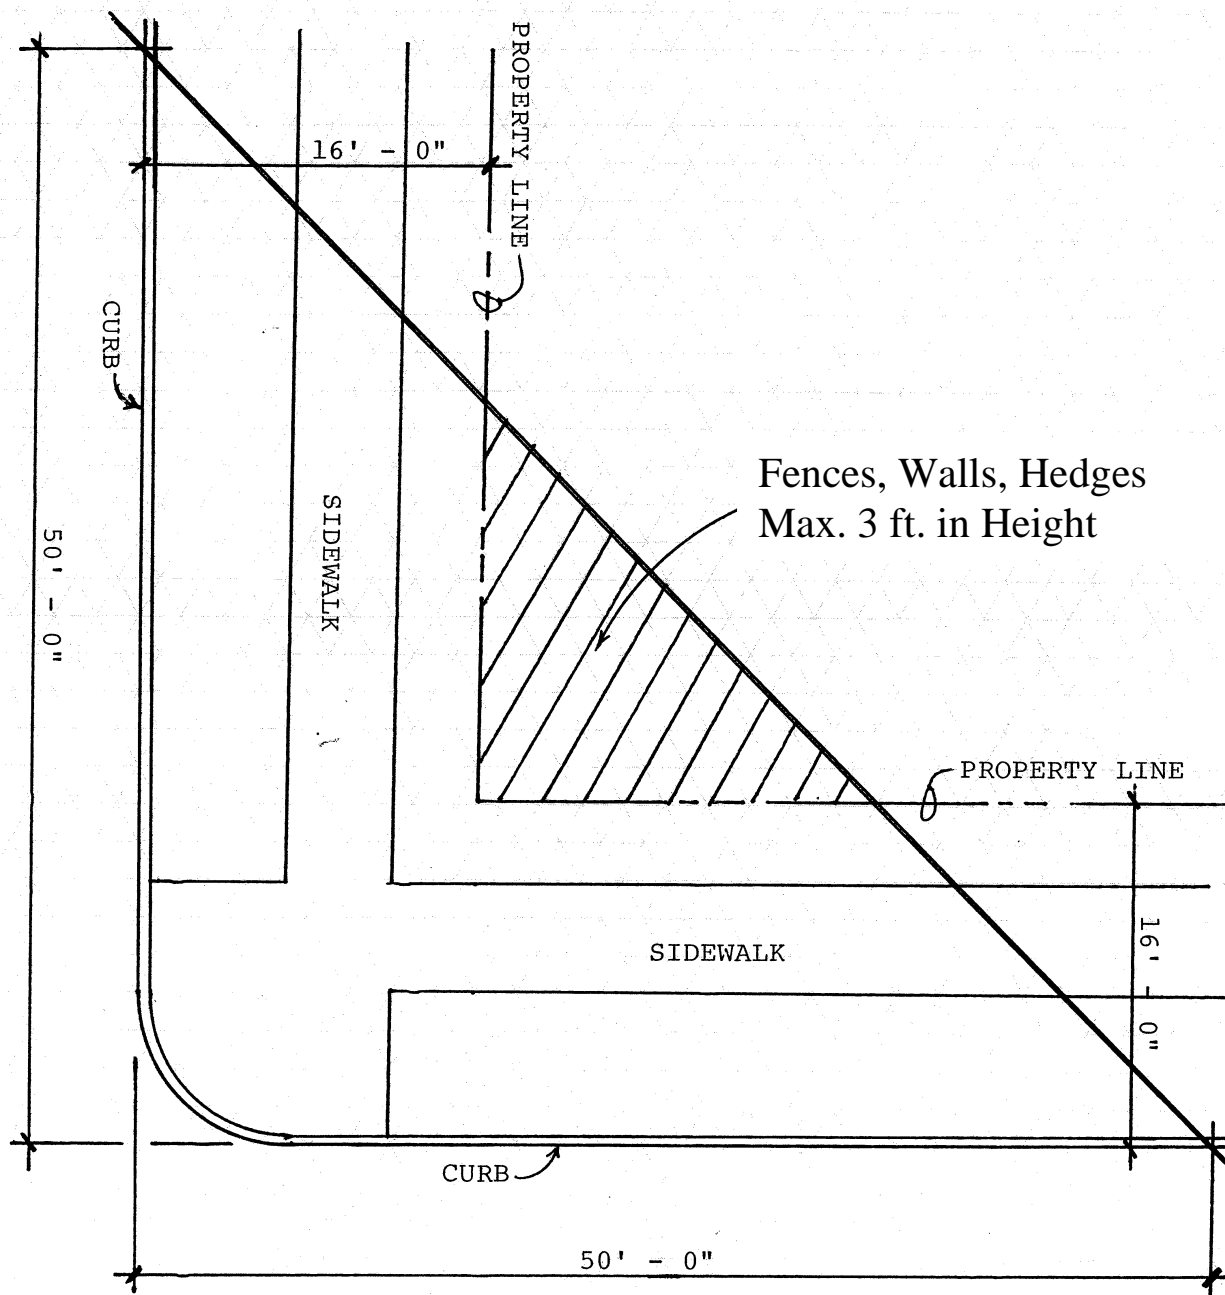 PROPERTY LINE
16' - 0"
CURB
50' - 0"
SIDEWALK
Fences, Walls, Hedges
Max. 3 ft. in Height
PROPERTY LINE
16' - 0"
SIDEWALK
CURB
50' - 0"